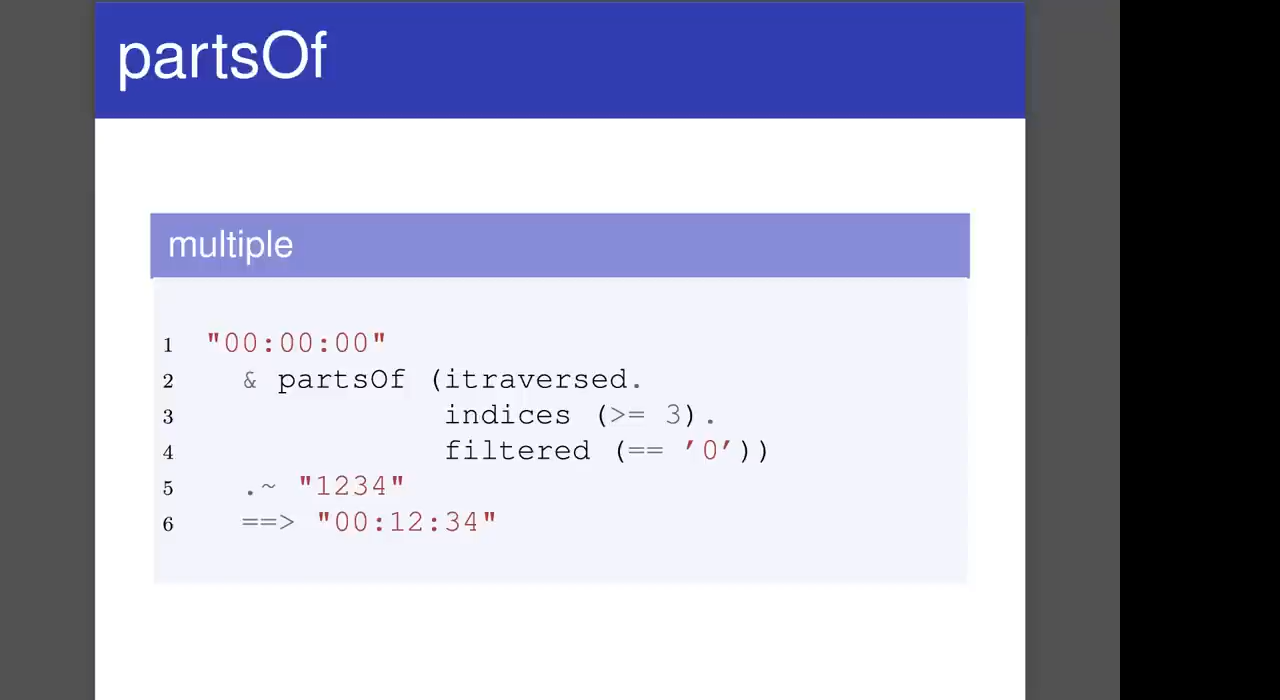 partsOf
multiple
1 "00:00:00"
2 & partsOf (itraversed.
3 indices (>= 3).
4 filtered (== '0'))
5 .~ "1234"
6 ==> "00:12:34"